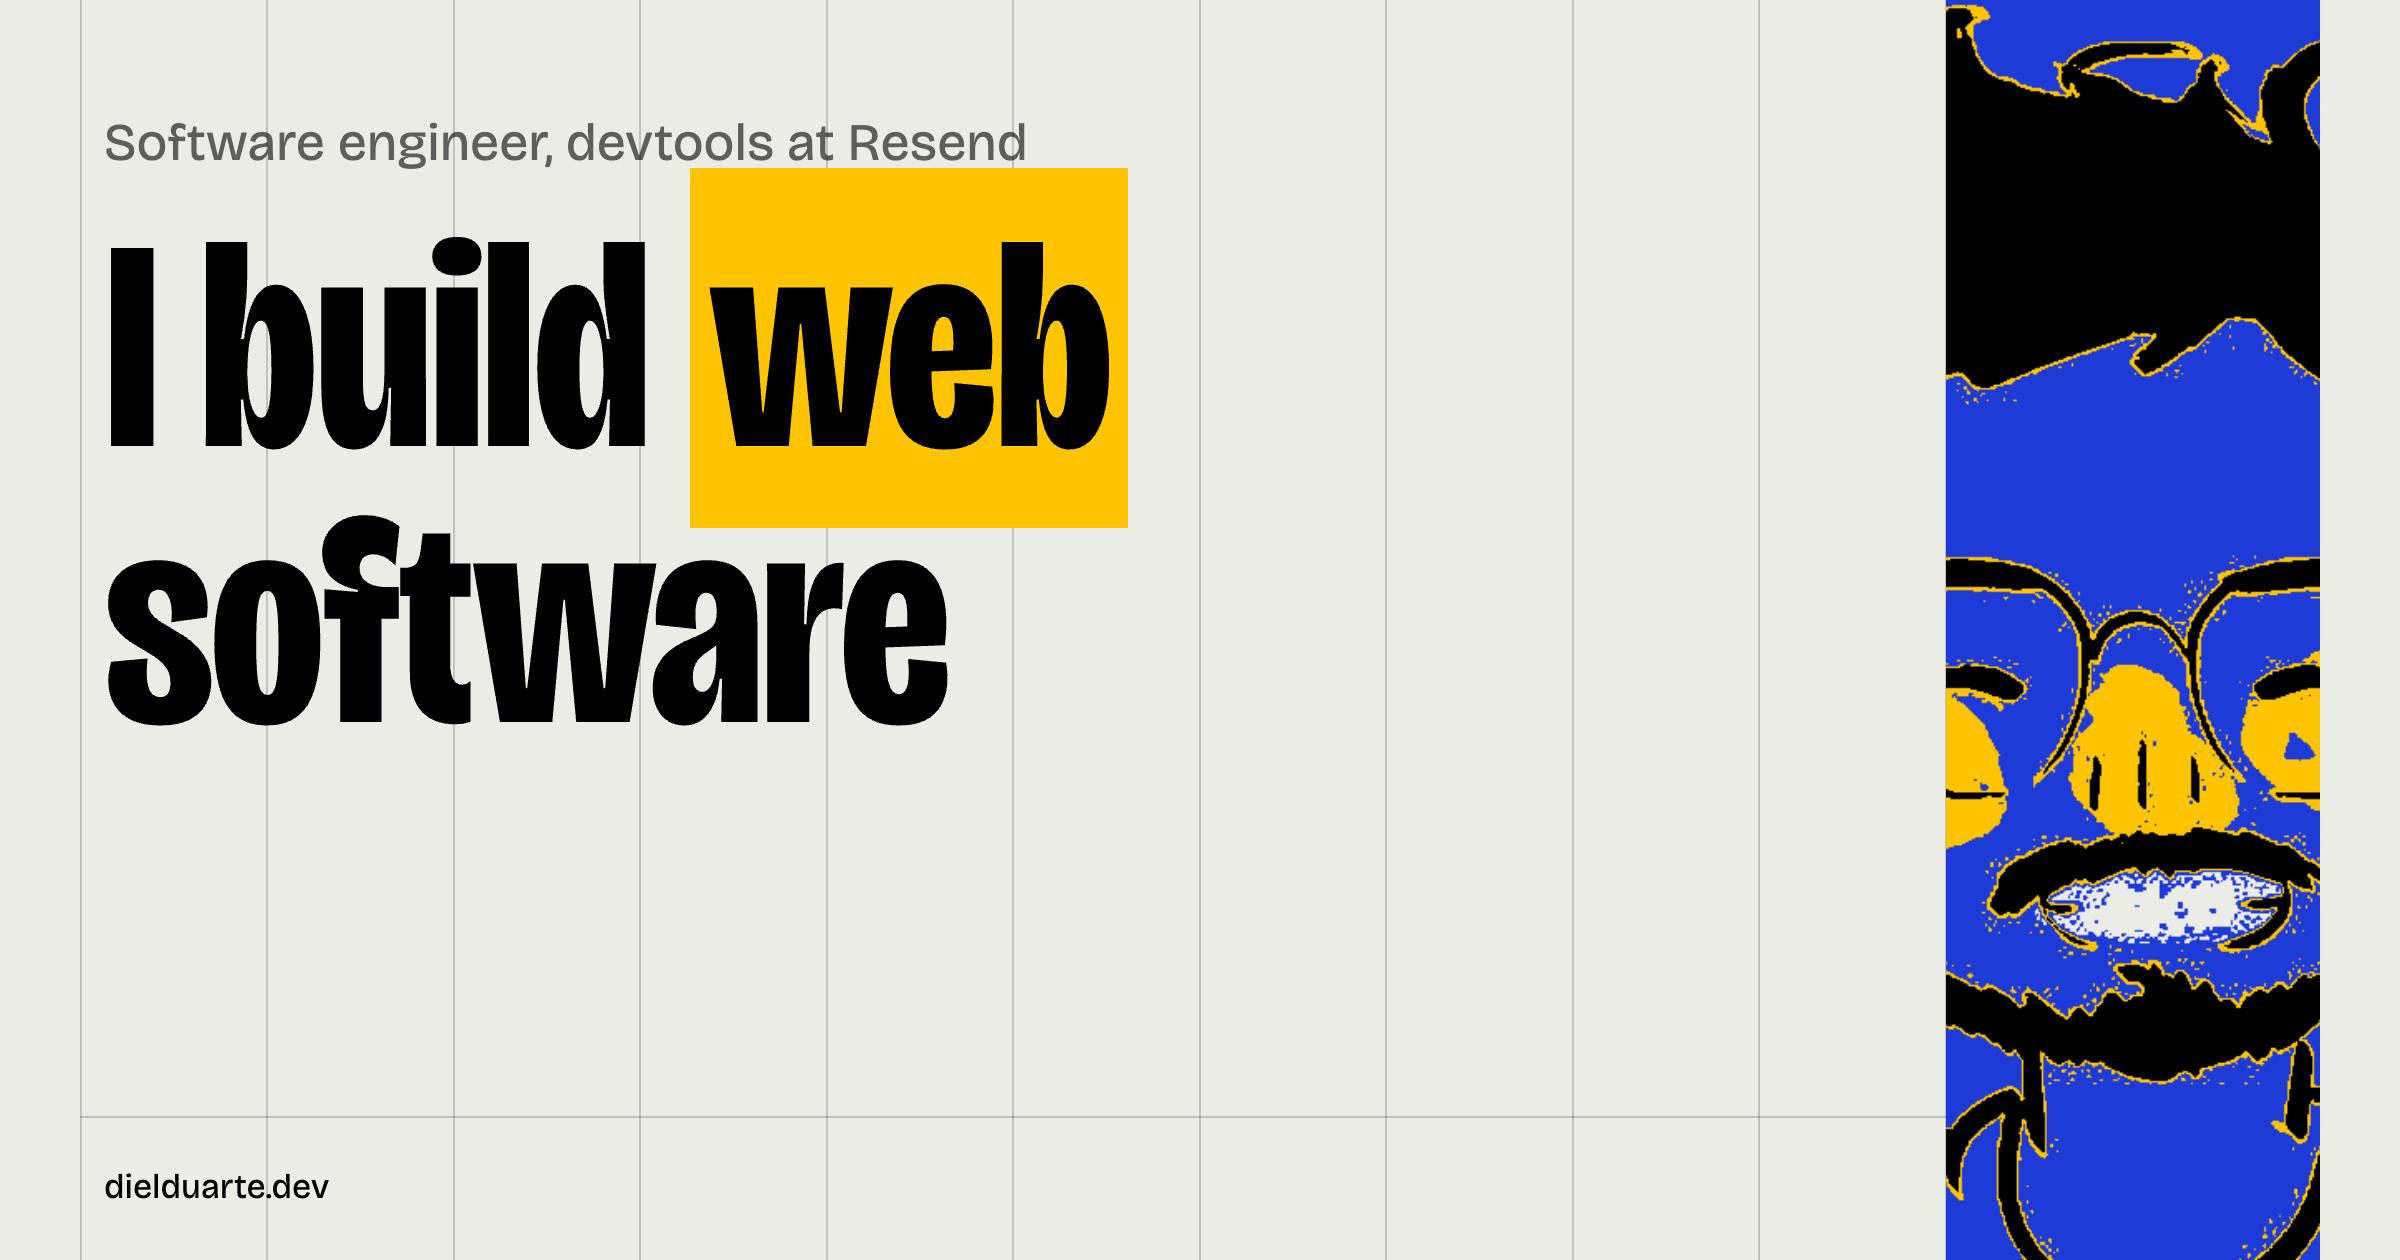 Software engineer, devtools at Resend
I build web
software
dielduarte.dev